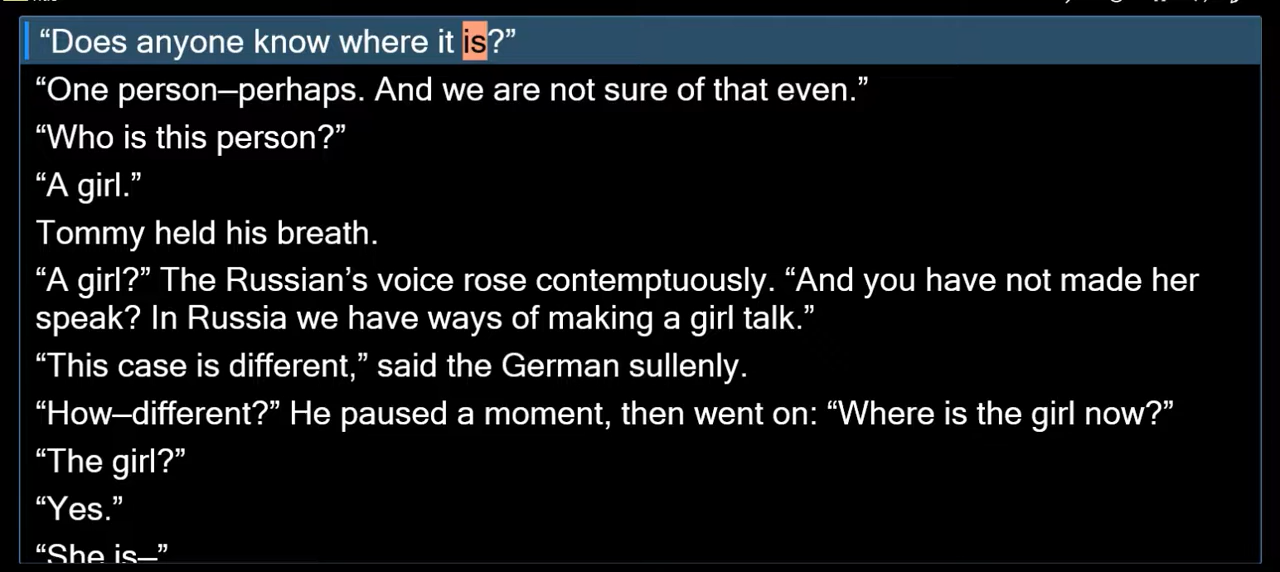 “Does anyone know where it is?”
“One person—perhaps. And we are not sure of that even.”
“Who is this person?”
“A girl.”
Tommy held his breath.
“A girl?” The Russian’s voice rose contemptuously. “And you have not made her
speak? In Russia we have ways of making a girl talk.”
“This case is different,” said the German sullenly.
“How—different?” He paused a moment, then went on: “Where is the girl now?”
“The girl?”
“Yes.”
“She is—”